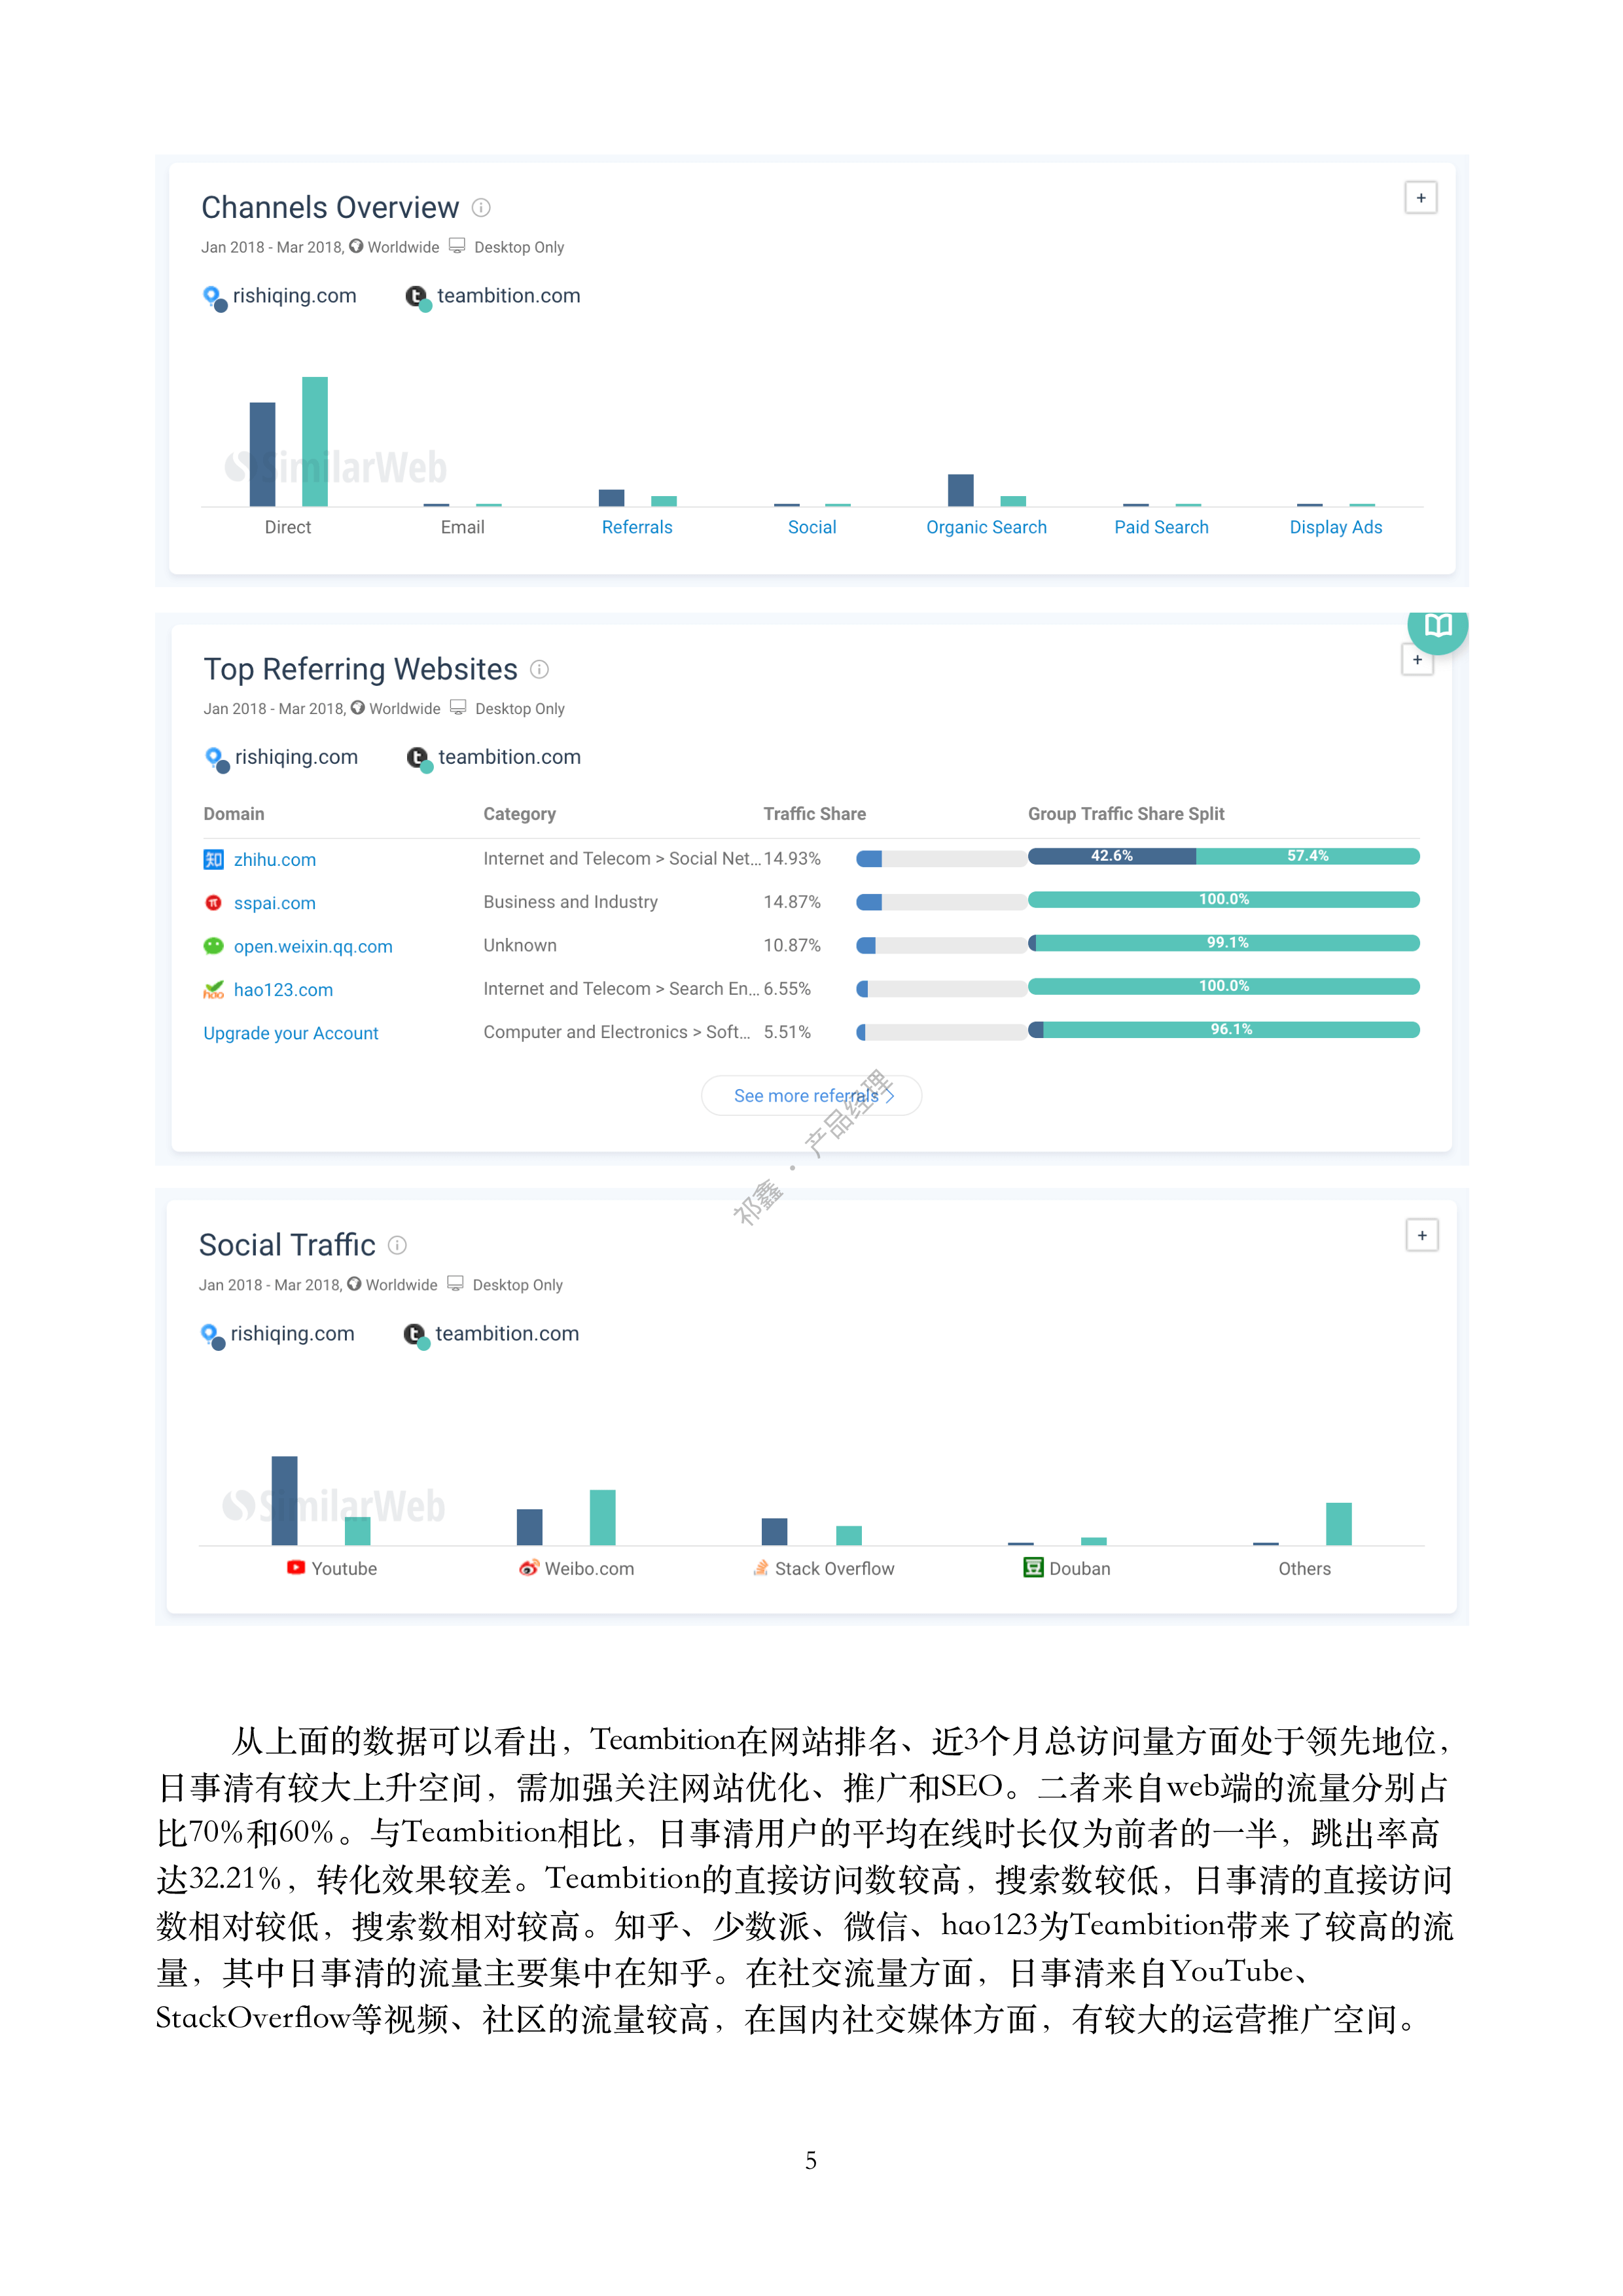 Channels Overview
+
Jan 2018 - Mar 2018, Worldwide Desktop Only
rishiqing.com teambition.com
SimilarWeb
Direct Email Referrals Social Organic Search Paid Search Display Ads
Top Referring Websites
+
Jan 2018 - Mar 2018, Worldwide Desktop Only
rishiqing.com teambition.com
Domain Category Traffic Share Group Traffic Share Split
知 zhihu.com Internet and Telecom > Social Net... 14.93% 42.6% 57.4%
sspai.com Business and Industry 14.87% 100.0%
open.weixin.qq.com Unknown 10.87% 99.1%
hao hao123.com Internet and Telecom > Search En... 6.55% 100.0%
Upgrade your Account Computer and Electronics > Soft... 5.51% 96.1%
See more referrals >
祁鑫 · 产品经理
Social Traffic
+
Jan 2018 - Mar 2018, Worldwide Desktop Only
rishiqing.com teambition.com
SimilarWeb
Youtube Weibo.com Stack Overflow 豆 Douban Others
从上面的数据可以看出，Teambition在网站排名、近3个月总访问量方面处于领先地位，
日事清有较大上升空间，需加强关注网站优化、推广和SEO。二者来自web端的流量分别占
比70%和60%。与Teambition相比，日事清用户的平均在线时长仅为前者的一半，跳出率高
达32.21%，转化效果较差。Teambition的直接访问数较高，搜索数较低，日事清的直接访问
数相对较低，搜索数相对较高。知乎、少数派、微信、hao123为Teambition带来了较高的流
量，其中日事清的流量主要集中在知乎。在社交流量方面，日事清来自YouTube、
StackOverflow等视频、社区的流量较高，在国内社交媒体方面，有较大的运营推广空间。
5